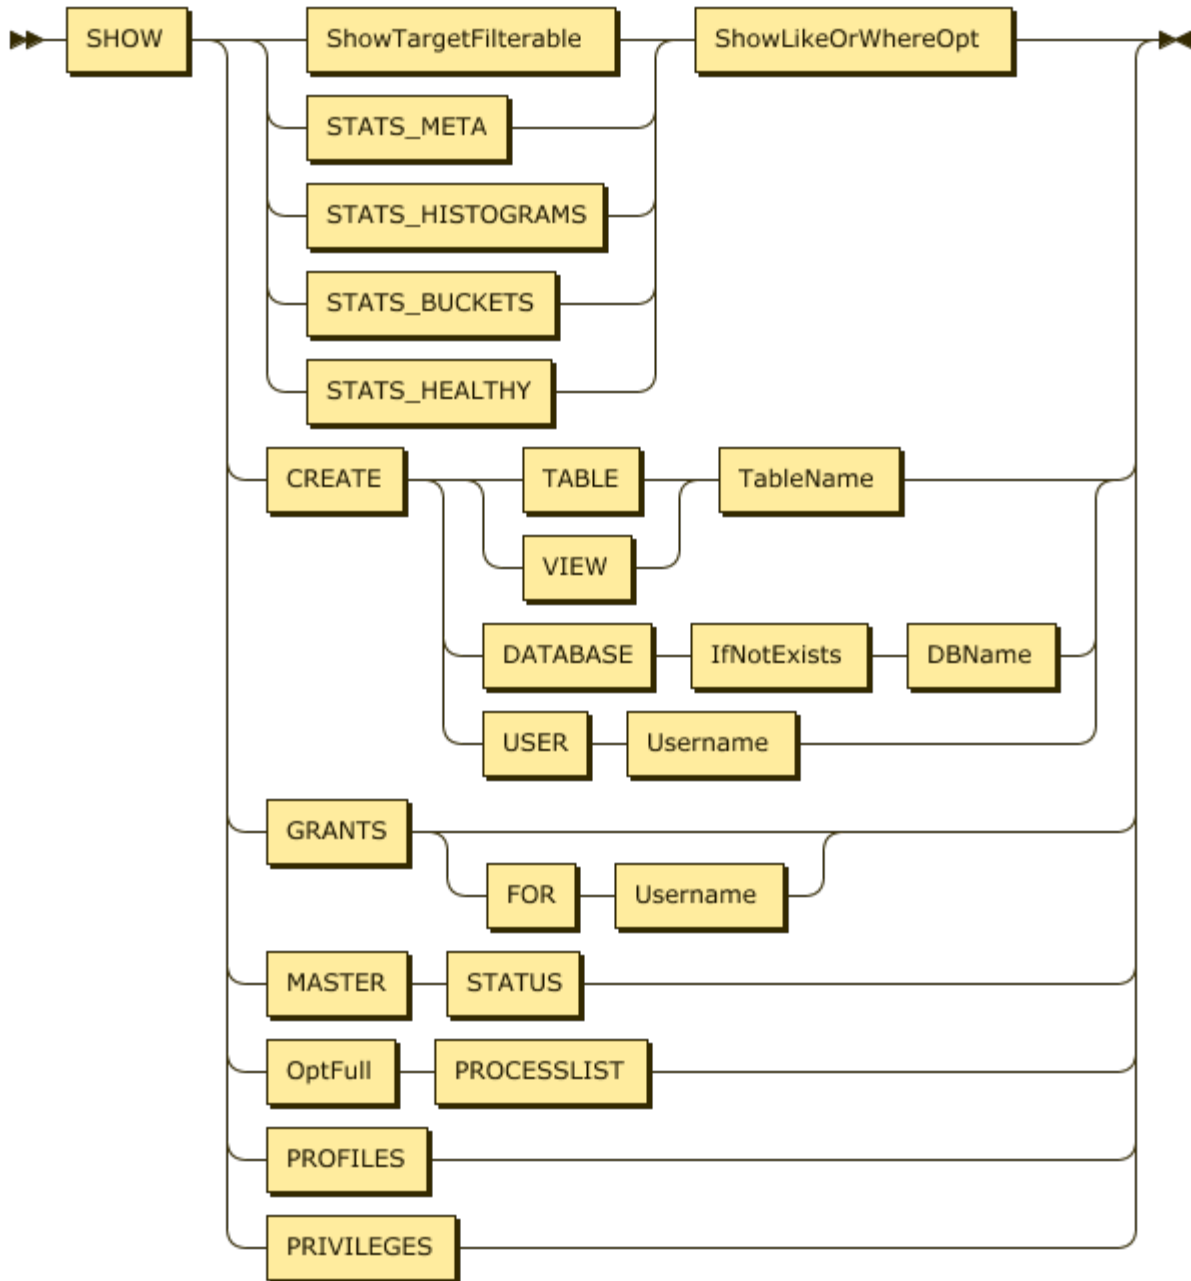 SHOW ShowTargetFilterable ShowLikeOrWhereOpt
STATS_META
STATS_HISTOGRAMS
STATS_BUCKETS
STATS_HEALTHY
CREATE TABLE TableName
VIEW
DATABASE IfNotExists DBName
USER Username
GRANTS
FOR Username
MASTER STATUS
OptFull PROCESSLIST
PROFILES
PRIVILEGES